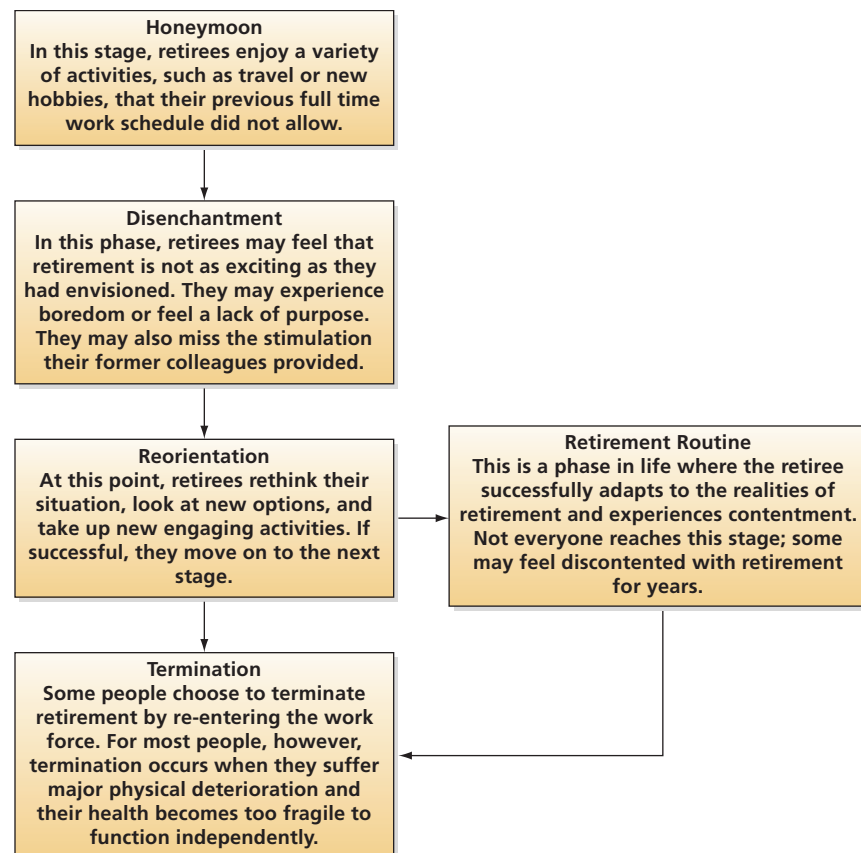 Honeymoon
In this stage, retirees enjoy a variety
of activities, such as travel or new
hobbies, that their previous full time
work schedule did not allow.
Disenchantment
In this phase, retirees may feel that
retirement is not as exciting as they
had envisioned. They may experience
boredom or feel a lack of purpose.
They may also miss the stimulation
their former colleagues provided.
Reorientation
At this point, retirees rethink their
situation, look at new options, and
take up new engaging activities. If
successful, they move on to the next
stage.
Retirement Routine
This is a phase in life where the retiree
successfully adapts to the realities of
retirement and experiences contentment.
Not everyone reaches this stage; some
may feel discontented with retirement
for years.
Termination
Some people choose to terminate
retirement by re-entering the work
force. For most people, however,
termination occurs when they suffer
major physical deterioration and
their health becomes too fragile to
function independently.